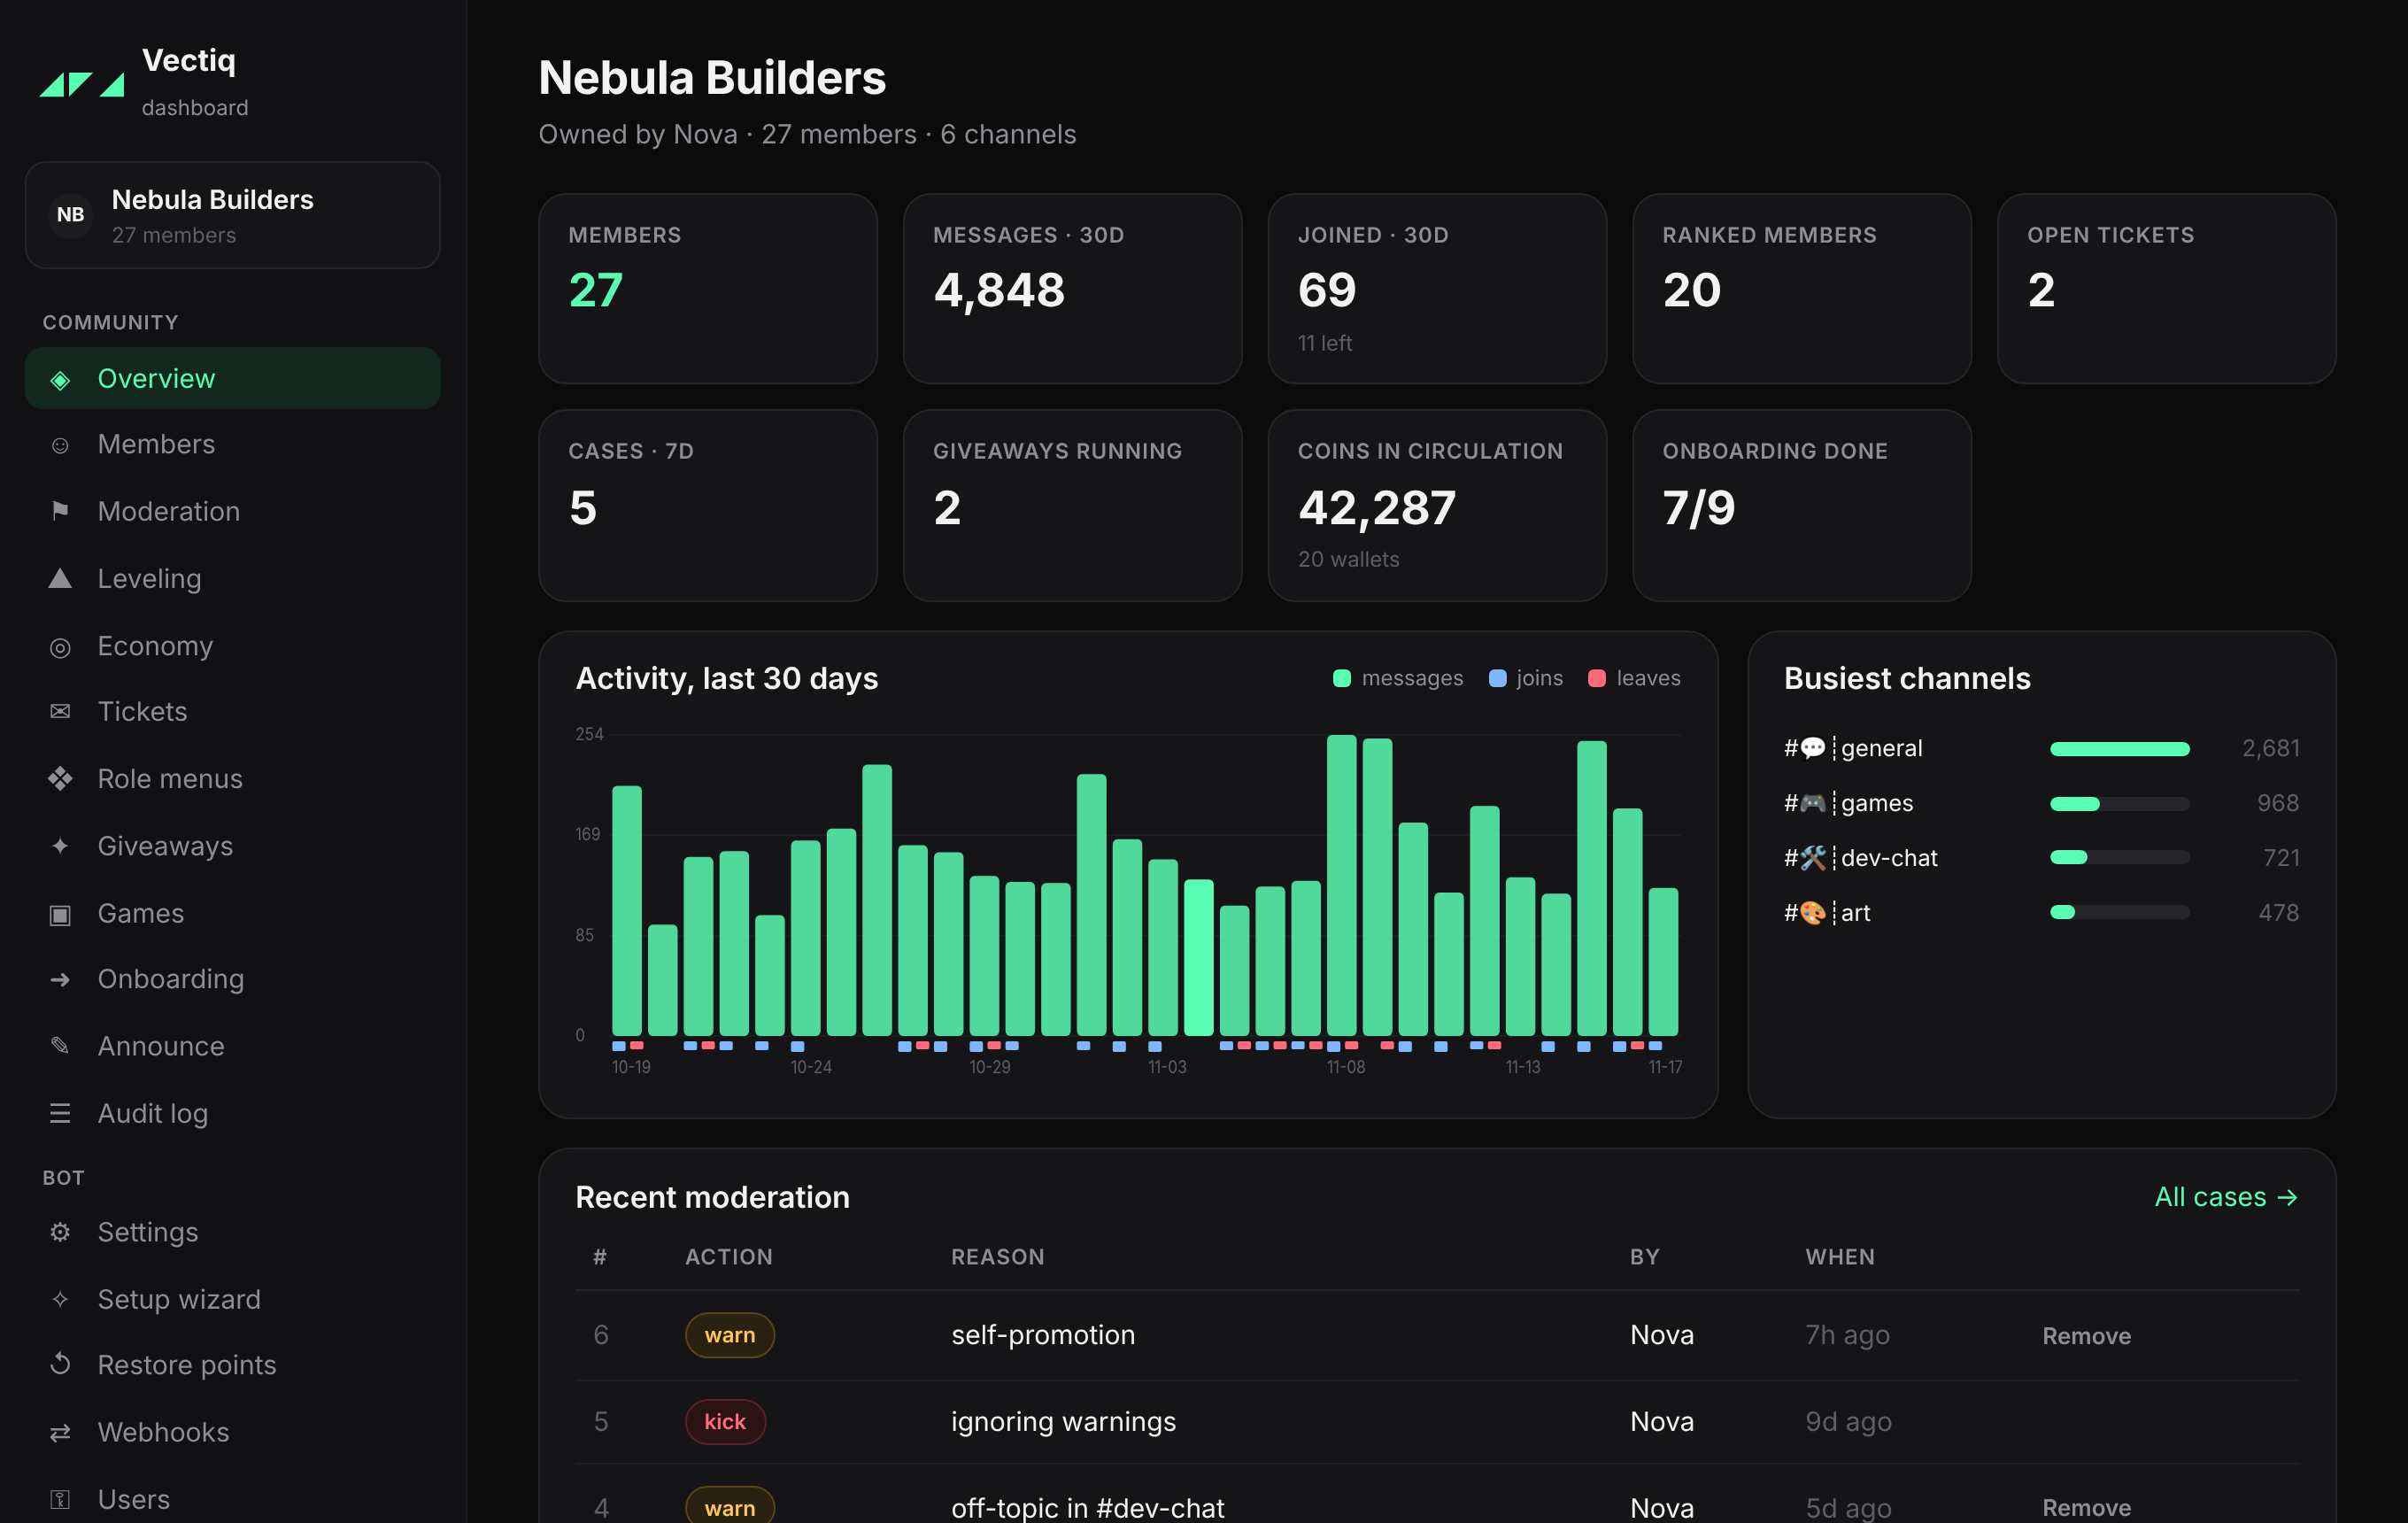 Vectiq
dashboard
NB
Nebula Builders
27 members
COMMUNITY
Overview
Members
Moderation
Leveling
Economy
Tickets
Role menus
Giveaways
Games
Onboarding
Announce
Audit log
BOT
Settings
Setup wizard
Restore points
Webhooks
Users
Nebula Builders
Owned by Nova · 27 members · 6 channels
MEMBERS
27
MESSAGES · 30D
4,848
JOINED · 30D
69
11 left
RANKED MEMBERS
20
OPEN TICKETS
2
CASES · 7D
5
GIVEAWAYS RUNNING
2
COINS IN CIRCULATION
42,287
20 wallets
ONBOARDING DONE
7/9
Activity, last 30 days
messages joins leaves
254
169
85
0
10-19 10-24 10-29 11-03 11-08 11-13 11-17
Busiest channels
#💬┊general 2,681
#🎮┊games 968
#🛠️┊dev-chat 721
#🎨┊art 478
Recent moderation
All cases →
# ACTION REASON BY WHEN
6 warn self-promotion Nova 7h ago Remove
5 kick ignoring warnings Nova 9d ago
4 warn off-topic in #dev-chat Nova 5d ago Remove